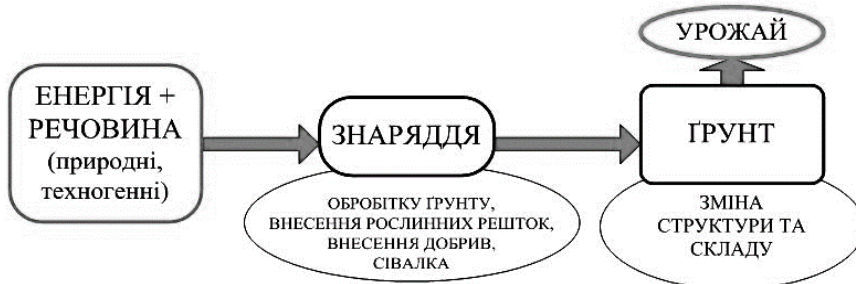 УРОЖАЙ
ЕНЕРГІЯ +
РЕЧОВИНА
(природні,
техногенні)
ЗНАРЯДДЯ
ҐРУНТ
ОБРОБІТКУ ҐРУНТУ,
ВНЕСЕННЯ РОСЛИННИХ РЕШТОК,
ВНЕСЕННЯ ДОБРИВ,
СІВАЛКА
ЗМІНА
СТРУКТУРИ ТА
СКЛАДУ